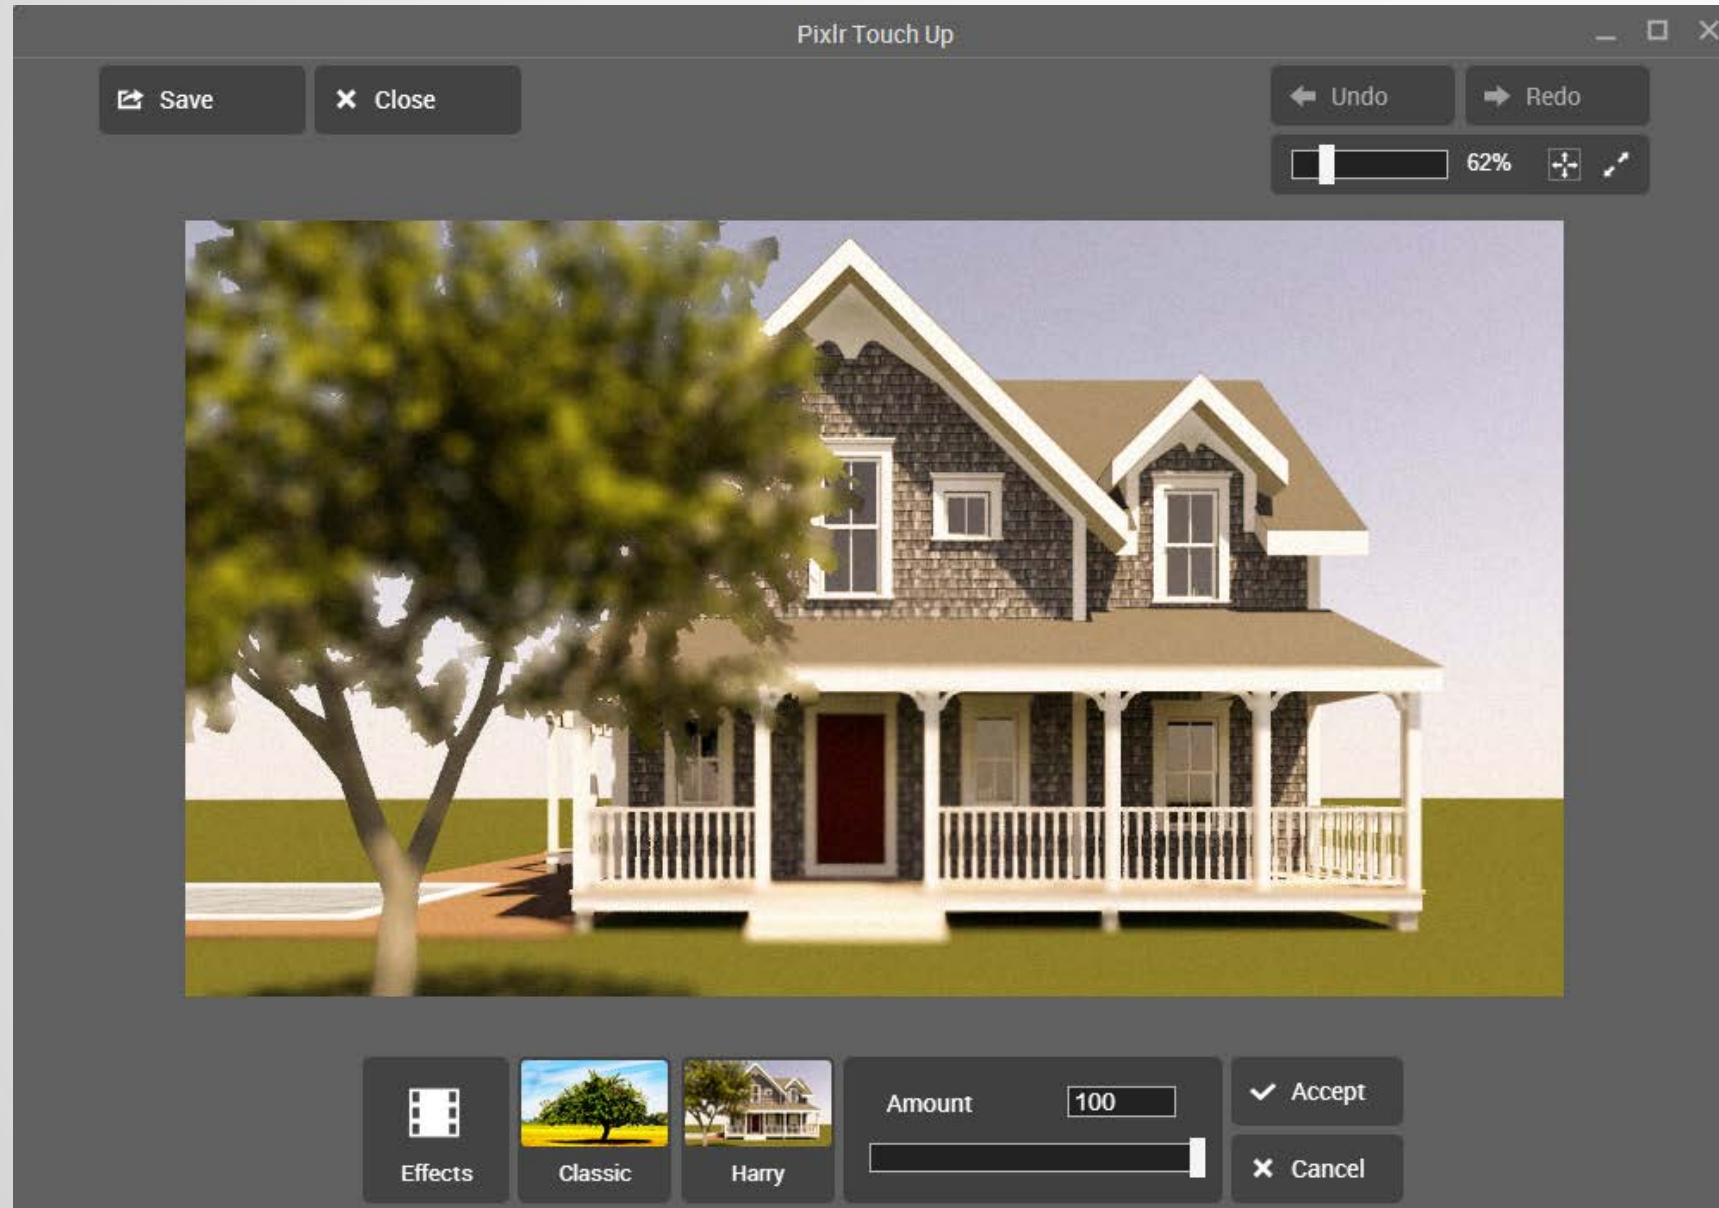 Pixlr Touch Up
Save
Close
Undo
Redo
62%
Effects
Classic
Harry
Amount
100
Accept
Cancel